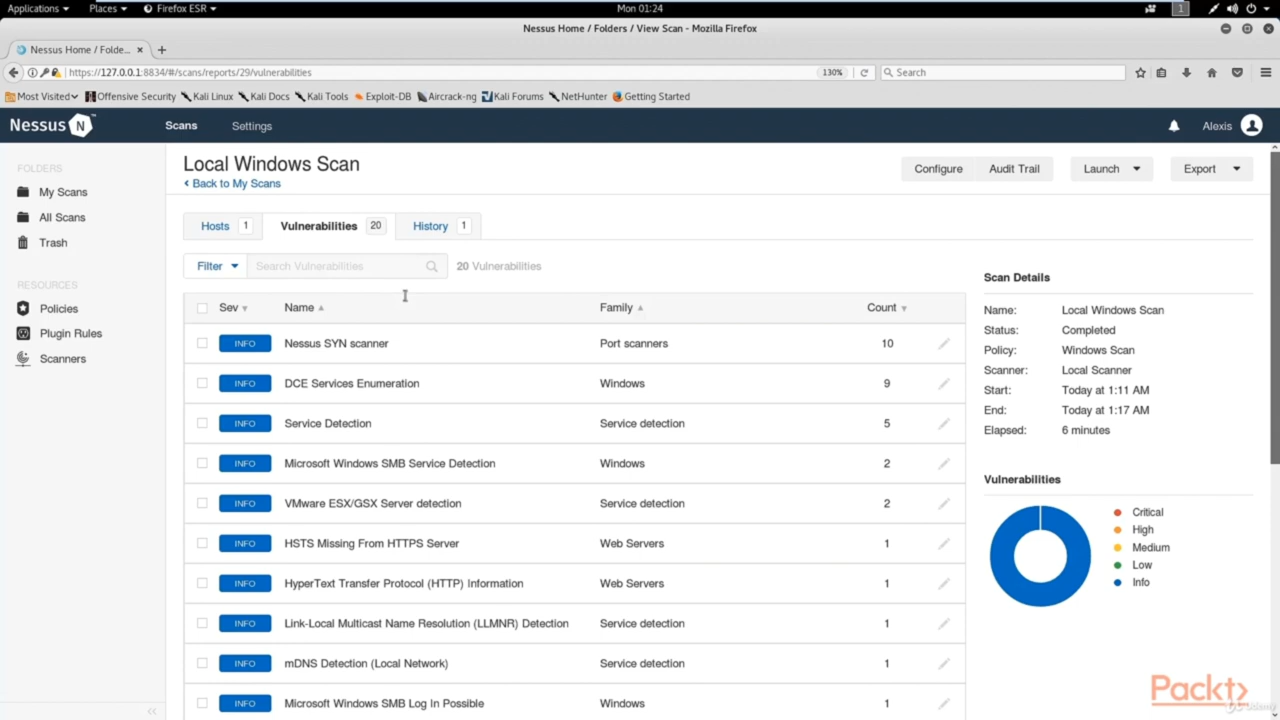 Applications Places Firefox ESR Mon 01:24 1
Nessus Home / Folders / View Scan - Mozilla Firefox
Nessus Home / Folde...
https://127.0.0.1:8834/#/scans/reports/29/vulnerabilities 130% Search
Most Visited Offensive Security Kali Linux Kali Docs Kali Tools Exploit-DB Aircrack-ng Kali Forums NetHunter Getting Started
Nessus N Scans Settings Alexis
FOLDERS
My Scans
All Scans
Trash
RESOURCES
Policies
Plugin Rules
Scanners
Local Windows Scan
Back to My Scans
Configure Audit Trail Launch Export
Hosts 1 Vulnerabilities 20 History 1
Filter Search Vulnerabilities 20 Vulnerabilities
Sev Name Family Count
INFO Nessus SYN scanner Port scanners 10
INFO DCE Services Enumeration Windows 9
INFO Service Detection Service detection 5
INFO Microsoft Windows SMB Service Detection Windows 2
INFO VMware ESX/GSX Server detection Service detection 2
INFO HSTS Missing From HTTPS Server Web Servers 1
INFO HyperText Transfer Protocol (HTTP) Information Web Servers 1
INFO Link-Local Multicast Name Resolution (LLMNR) Detection Service detection 1
INFO mDNS Detection (Local Network) Service detection 1
INFO Microsoft Windows SMB Log In Possible Windows 1
Scan Details
Name: Local Windows Scan
Status: Completed
Policy: Windows Scan
Scanner: Local Scanner
Start: Today at 1:11 AM
End: Today at 1:17 AM
Elapsed: 6 minutes
Vulnerabilities
Critical
High
Medium
Low
Info
Packt
Udemy